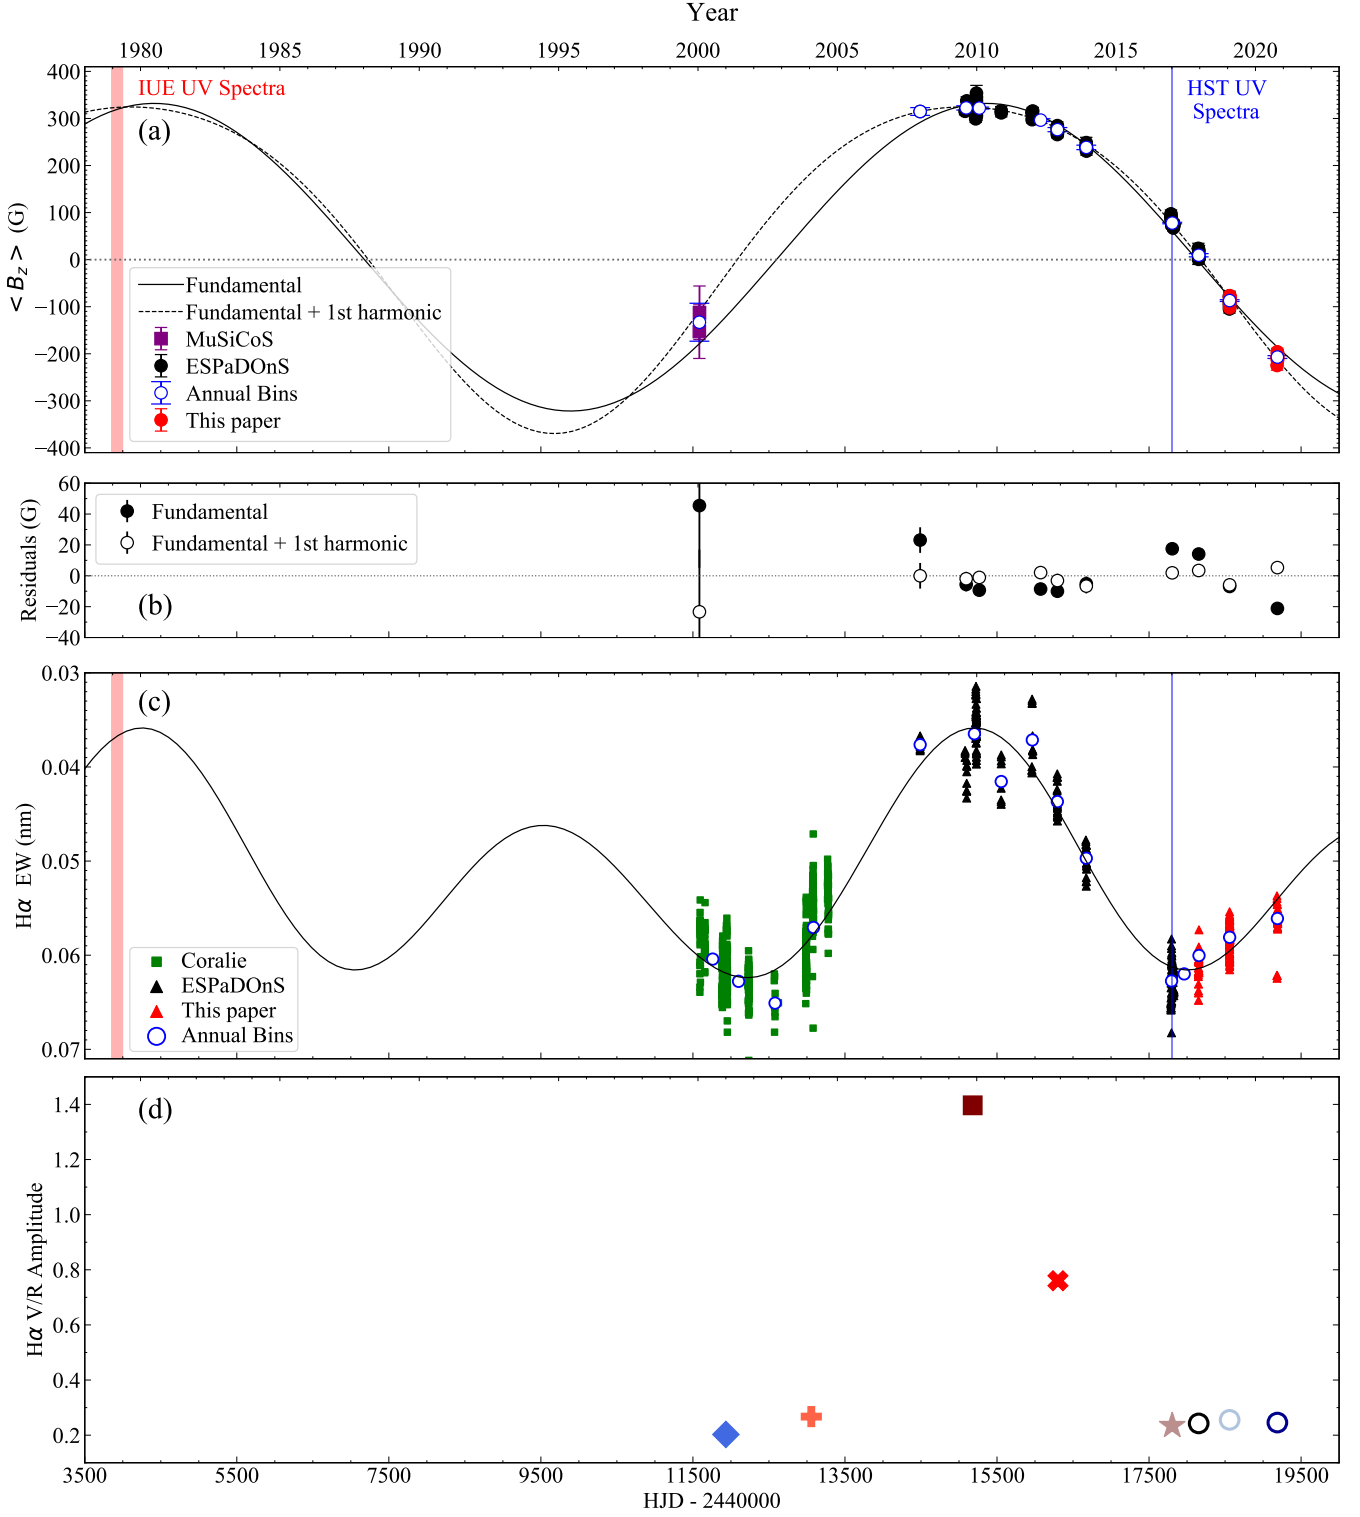 Year
1980 1985 1990 1995 2000 2005 2010 2015 2020
IUE UV Spectra
HST UV
Spectra
(a)
400
300
200
100
0
−100
−200
−300
−400
< Bz > (G)
Fundamental
Fundamental + 1st harmonic
MuSiCoS
ESPaDOnS
Annual Bins
This paper
60
40
20
0
−20
−40
Residuals (G)
Fundamental
Fundamental + 1st harmonic
(b)
0.03
0.04
0.05
0.06
0.07
Hα EW (nm)
(c)
Coralie
ESPaDOnS
This paper
Annual Bins
(d)
1.4
1.2
1.0
0.8
0.6
0.4
0.2
Hα V/R Amplitude
3500 5500 7500 9500 11500 13500 15500 17500 19500
HJD - 2440000